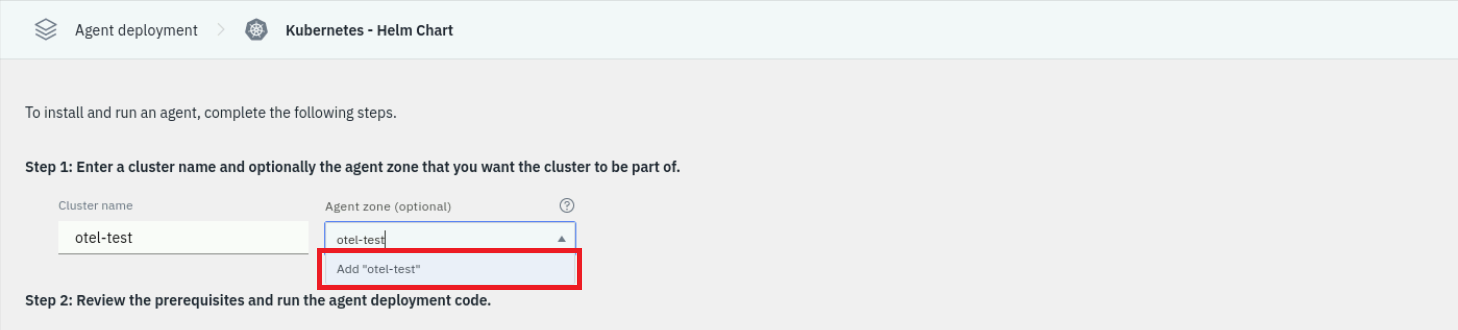 Agent deployment > Kubernetes - Helm Chart
To install and run an agent, complete the following steps.
Step 1: Enter a cluster name and optionally the agent zone that you want the cluster to be part of.
Cluster name Agent zone (optional) ?
otel-test otel-test
Add "otel-test"
Step 2: Review the prerequisites and run the agent deployment code.